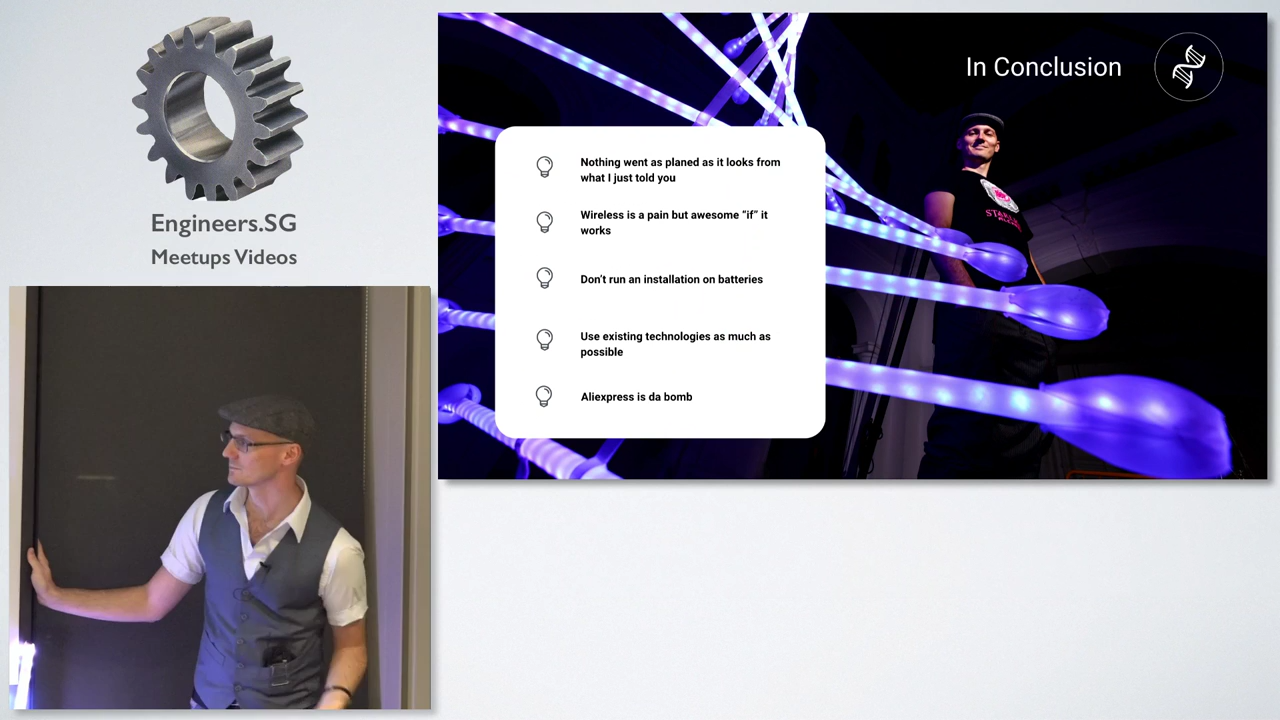 Engineers.SG
Meetups Videos
In Conclusion
Nothing went as planed as it looks from
what I just told you
Wireless is a pain but awesome “if” it
works
Don’t run an installation on batteries
Use existing technologies as much as
possible
Aliexpress is da bomb